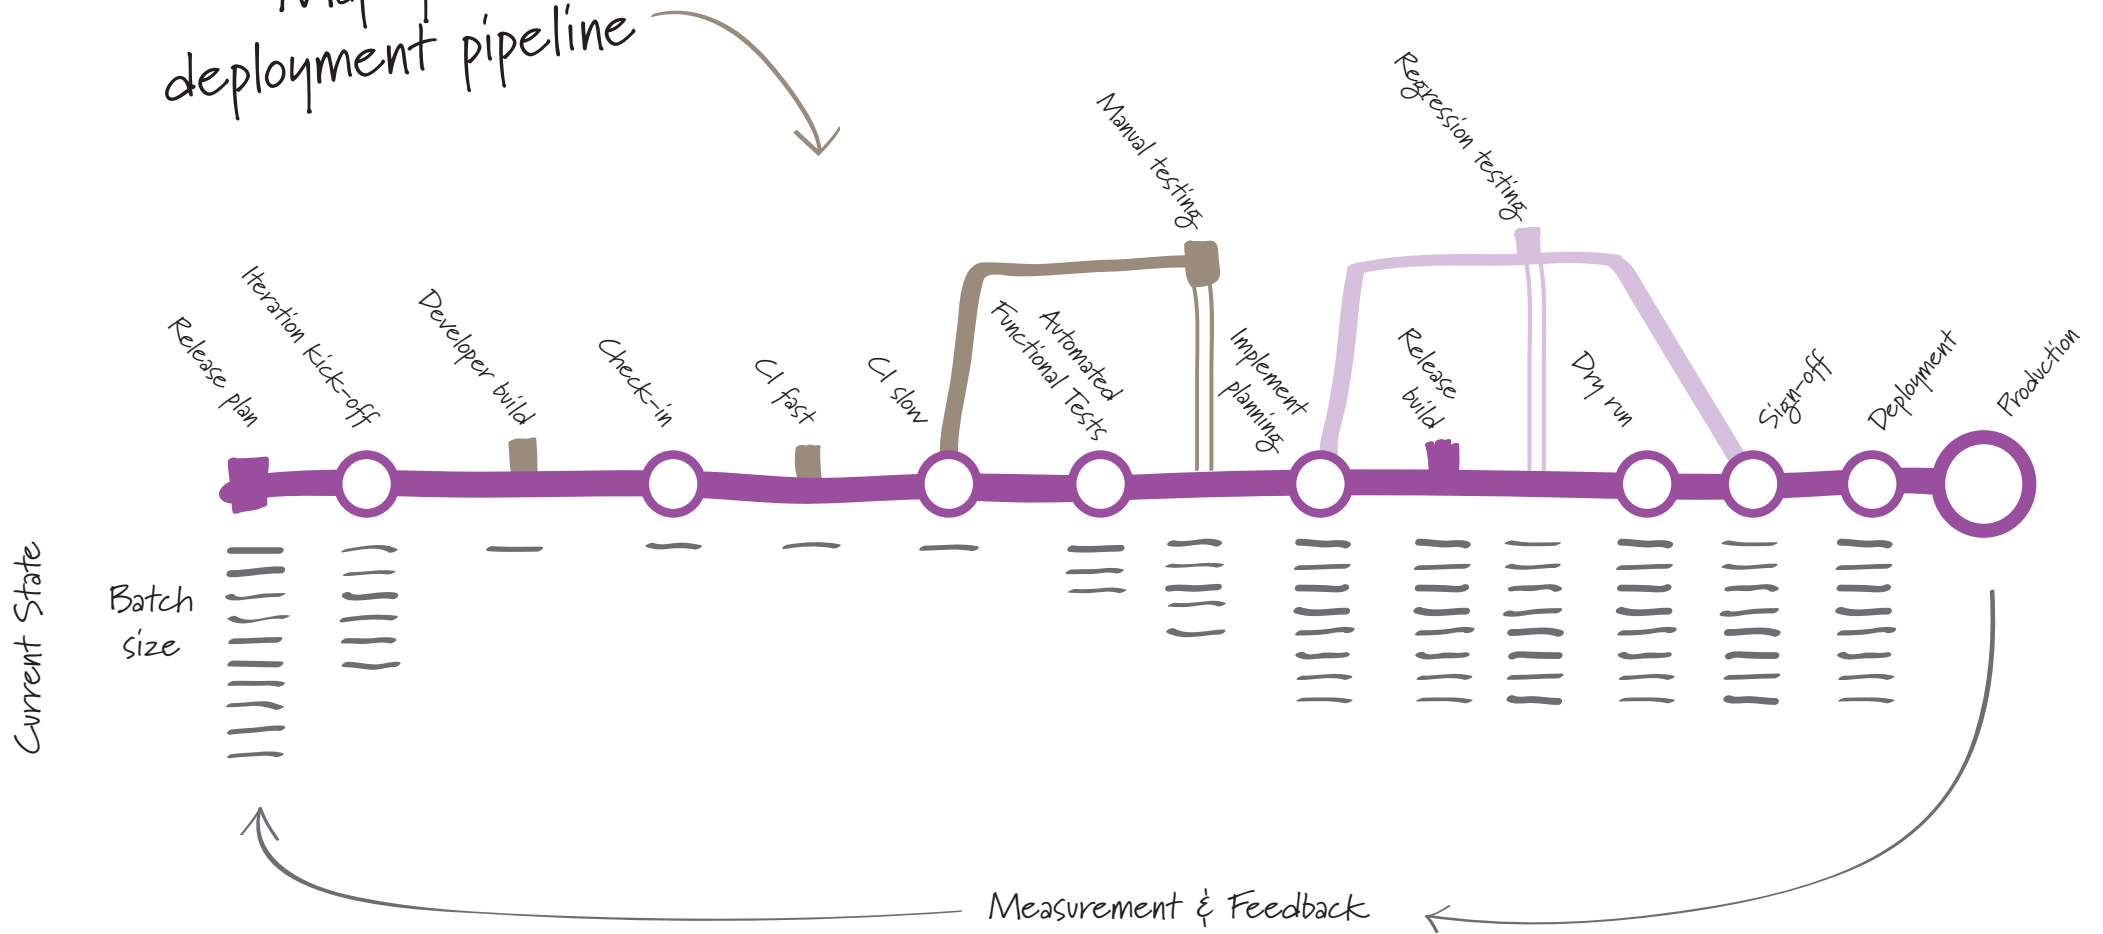 deployment pipeline
Release plan
Iteration kick-off
Developer build
Check-in
CI fast
CI slow
Automated
Functional Tests
Manual testing
Implement
planning
Regression testing
Release
build
Dry run
Sign-off
Deployment
Production
Current State
Batch
size
Measurement & Feedback